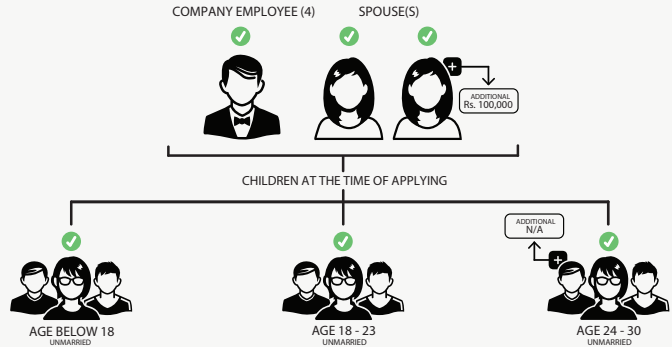 COMPANY EMPLOYEE (4)
SPOUSE(S)
ADDITIONAL
Rs. 100,000
CHILDREN AT THE TIME OF APPLYING
ADDITIONAL
N/A
AGE BELOW 18
UNMARRIED
AGE 18 - 23
UNMARRIED
AGE 24 - 30
UNMARRIED